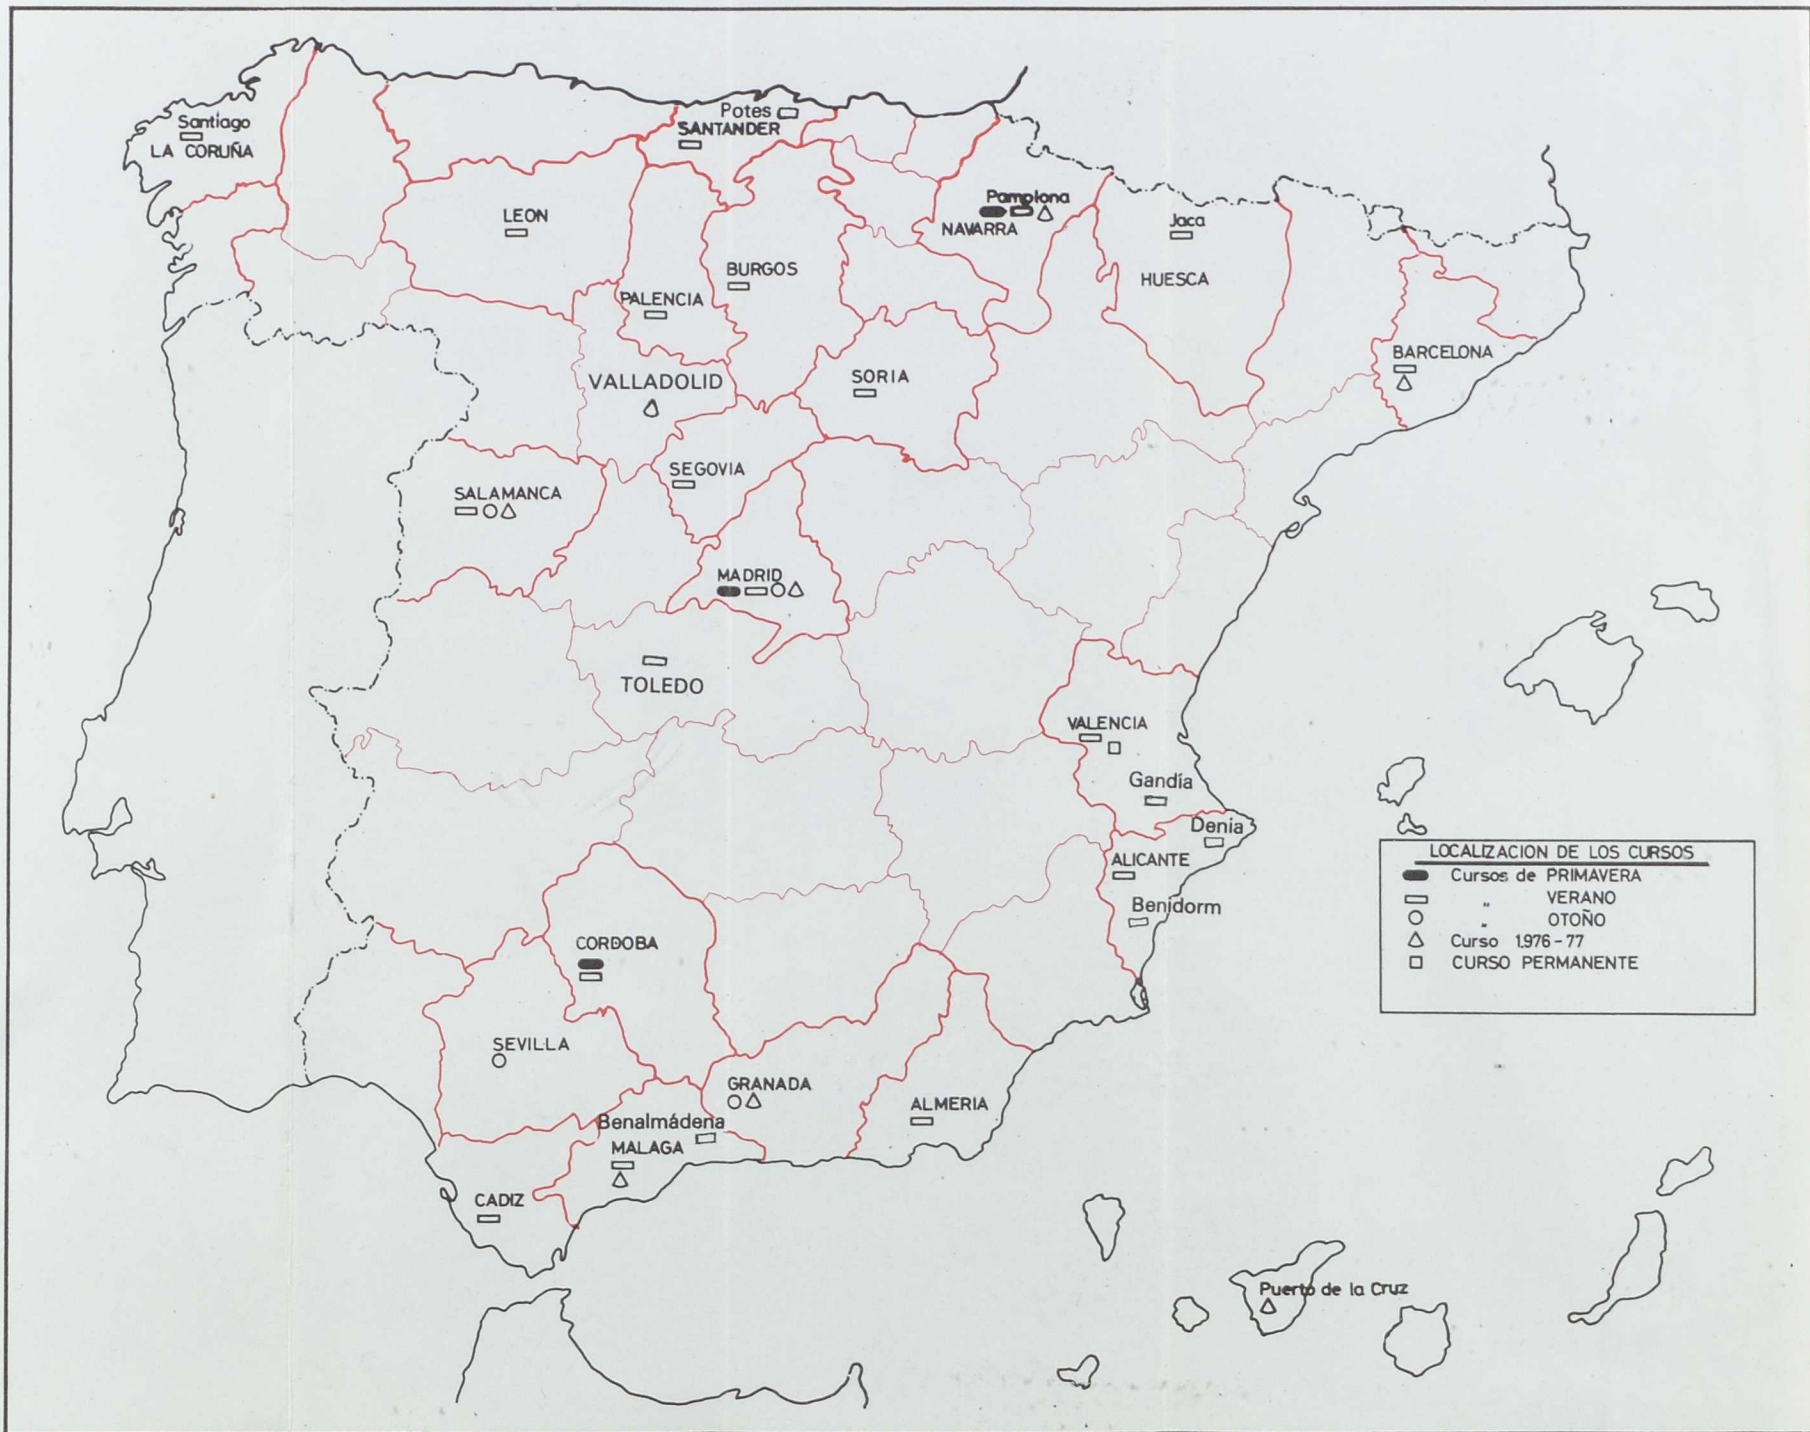 Potes
SANTANDER
Santiago
LA CORUÑA
LEON
Pamplona
NAVARRA
Jaca
HUESCA
BURGOS
PALENCIA
BARCELONA
VALLADOLID
SORIA
SEGOVIA
SALAMANCA
MADRID
TOLEDO
VALENCIA
Gandía
Denia
ALICANTE
Benidorm
LOCALIZACION DE LOS CURSOS
Cursos de PRIMAVERA
" VERANO
" OTOÑO
Curso 1.976-77
CURSO PERMANENTE
CORDOBA
SEVILLA
GRANADA
ALMERIA
Benalmádena
MALAGA
CADIZ
Puerto de la Cruz